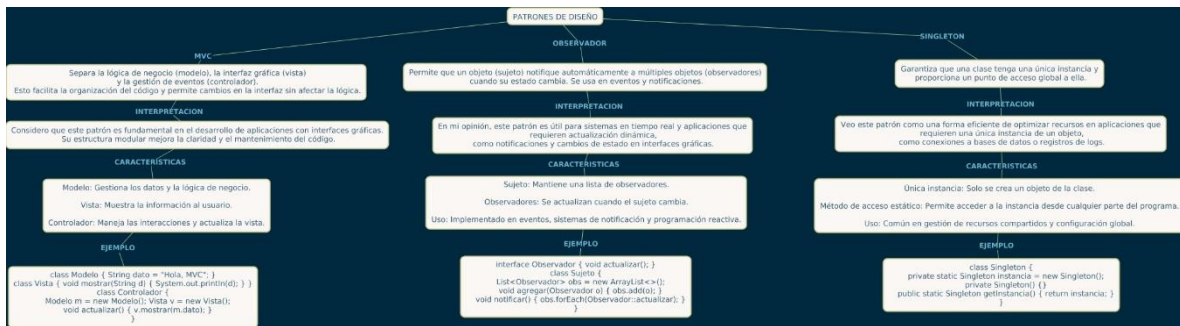 PATRONES DE DISEÑO
MVC
Separa la lógica de negocio (modelo), la interfaz gráfica (vista)
y la gestión de eventos (controlador).
Esto facilita la organización del código y permite cambios en la interfaz sin afectar la lógica.
INTERPRETACION
Considero que este patrón es fundamental en el desarrollo de aplicaciones con interfaces gráficas.
Su estructura modular mejora la claridad y el mantenimiento del código.
CARACTERISTICAS
Modelo: Gestiona los datos y la lógica de negocio.
Vista: Muestra la información al usuario.
Controlador: Maneja las interacciones y actualiza la vista.
EJEMPLO
class Modelo { String dato = "Hola, MVC"; }
class Vista { void mostrar(String d) { System.out.println(d); } }
class Controlador {
Modelo m = new Modelo(); Vista v = new Vista();
void actualizar() { v.mostrar(m.dato); }
}
OBSERVADOR
Permite que un objeto (sujeto) notifique automáticamente a múltiples objetos (observadores)
cuando su estado cambia. Se usa en eventos y notificaciones.
INTERPRETACION
En mi opinión, este patrón es útil para sistemas en tiempo real y aplicaciones que
requieren actualización dinámica,
como notificaciones y cambios de estado en interfaces gráficas.
CARACTERISTICAS
Sujeto: Mantiene una lista de observadores.
Observadores: Se actualizan cuando el sujeto cambia.
Uso: Implementado en eventos, sistemas de notificación y programación reactiva.
EJEMPLO
interface Observador { void actualizar(); }
class Sujeto {
List<Observador> obs = new ArrayList<>();
void agregar(Observador o) { obs.add(o); }
void notificar() { obs.forEach(Observador::actualizar); }
}
SINGLETON
Garantiza que una clase tenga una única instancia y
proporciona un punto de acceso global a ella.
INTERPRETACION
Veo este patrón como una forma eficiente de optimizar recursos en aplicaciones que
requieren una única instancia de un objeto,
como conexiones a bases de datos o registros de logs.
CARACTERISTICAS
Única instancia: Solo se crea un objeto de la clase.
Método de acceso estático: Permite acceder a la instancia desde cualquier parte del programa.
Uso: Común en gestión de recursos compartidos y configuración global.
EJEMPLO
class Singleton {
private static Singleton instancia = new Singleton();
private Singleton() {}
public static Singleton getInstancia() { return instancia; }
}